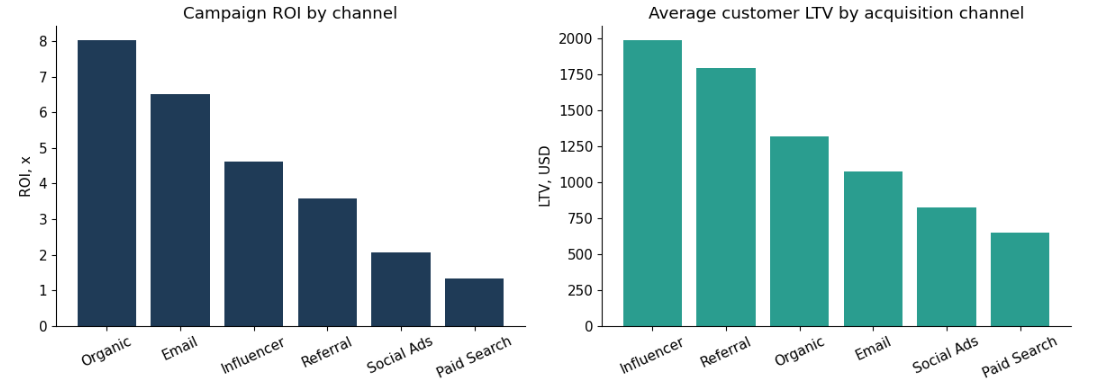 Campaign ROI by channel
ROI, x
8
7
6
5
4
3
2
1
0
Organic
Email
Influencer
Referral
Social Ads
Paid Search
Average customer LTV by acquisition channel
LTV, USD
2000
1750
1500
1250
1000
750
500
250
0
Influencer
Referral
Organic
Email
Social Ads
Paid Search